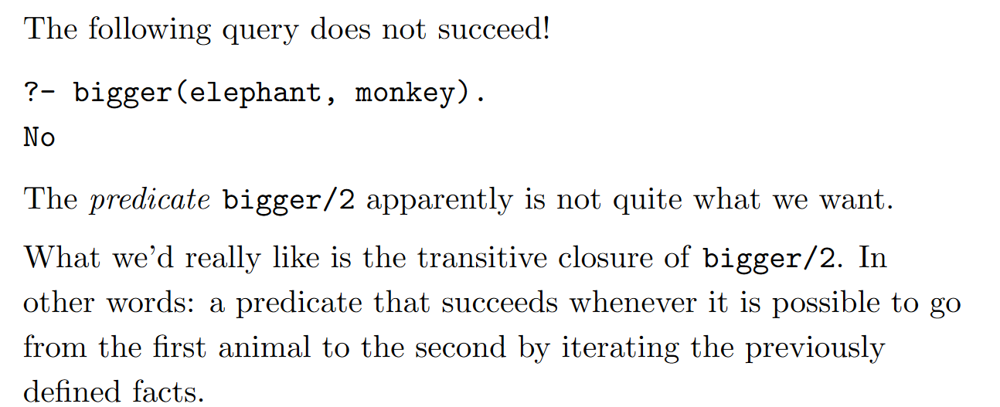 The following query does not succeed!
?- bigger(elephant, monkey).
No
The predicate bigger/2 apparently is not quite what we want.
What we’d really like is the transitive closure of bigger/2. In
other words: a predicate that succeeds whenever it is possible to go
from the first animal to the second by iterating the previously
defined facts.